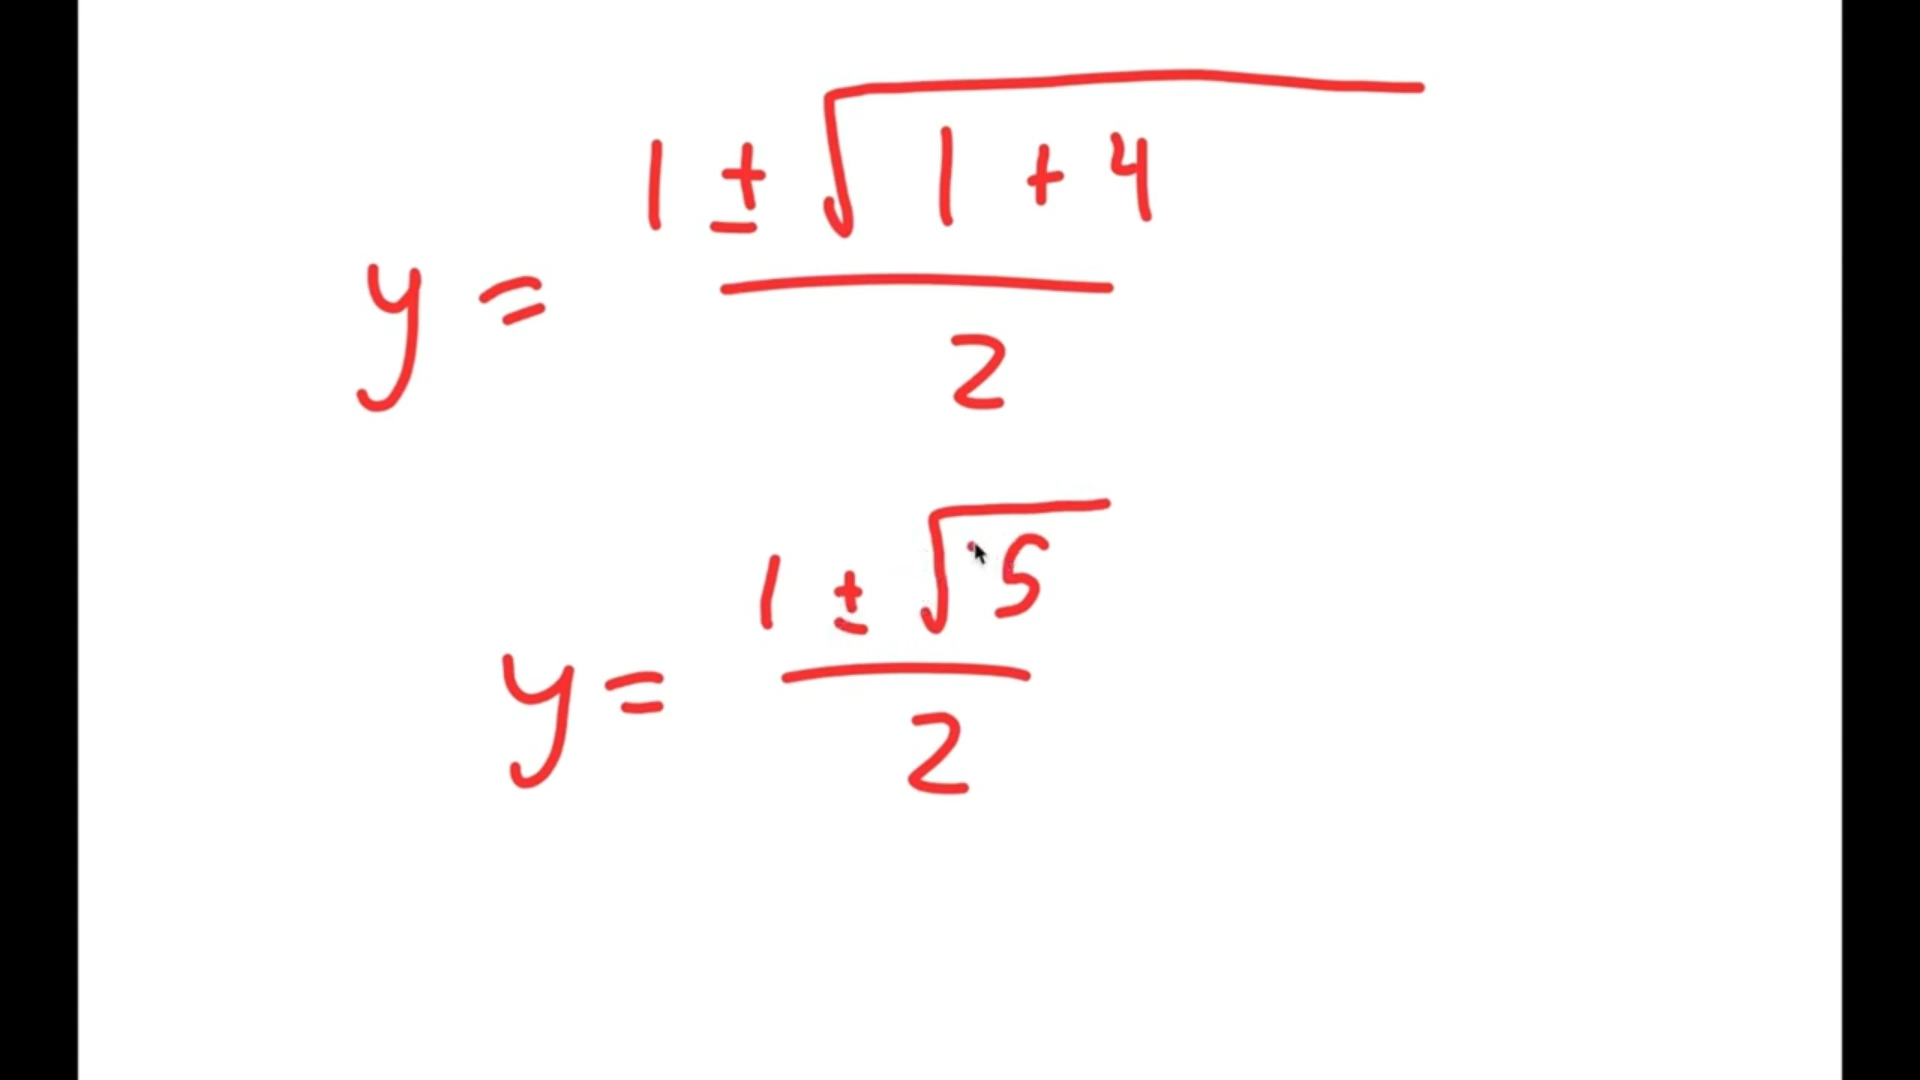 y = (1 ± √(1 + 4)) / 2
y = (1 ± √5) / 2